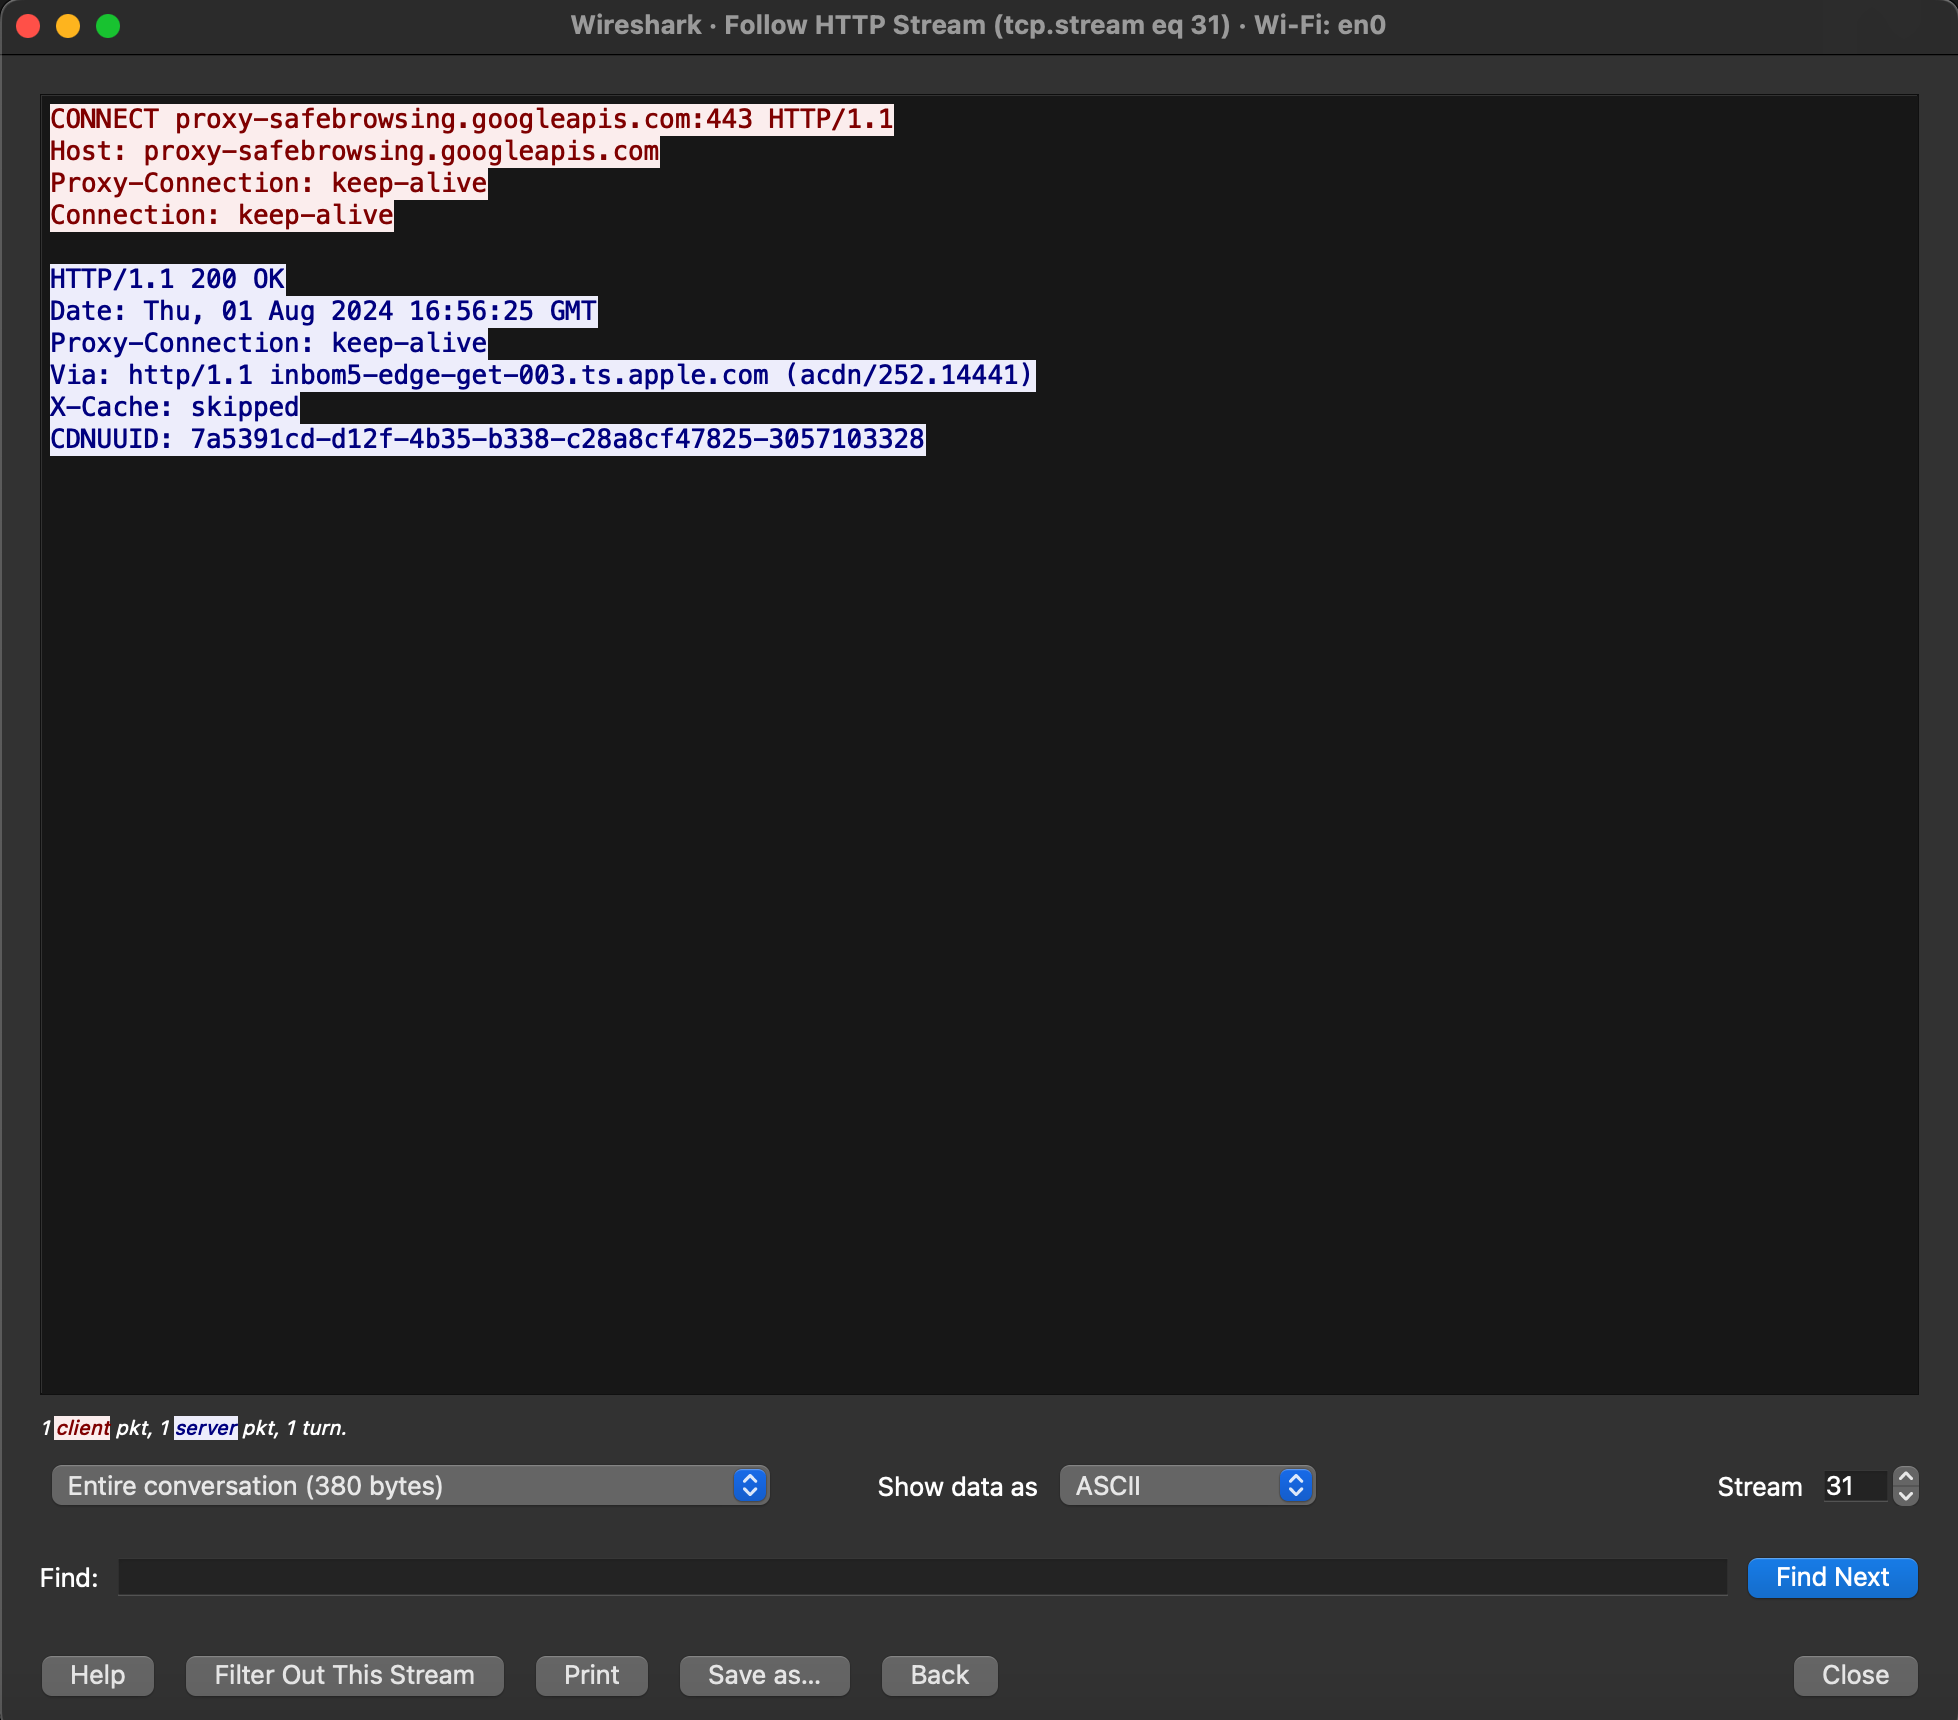 Wireshark · Follow HTTP Stream (tcp.stream eq 31) · Wi-Fi: en0
CONNECT proxy-safebrowsing.googleapis.com:443 HTTP/1.1
Host: proxy-safebrowsing.googleapis.com
Proxy-Connection: keep-alive
Connection: keep-alive
HTTP/1.1 200 OK
Date: Thu, 01 Aug 2024 16:56:25 GMT
Proxy-Connection: keep-alive
Via: http/1.1 inbom5-edge-get-003.ts.apple.com (acdn/252.14441)
X-Cache: skipped
CDNUUID: 7a5391cd-d12f-4b35-b338-c28a8cf47825-3057103328
1 client pkt, 1 server pkt, 1 turn.
Entire conversation (380 bytes) Show data as ASCII Stream 31
Find: Find Next
Help Filter Out This Stream Print Save as... Back Close